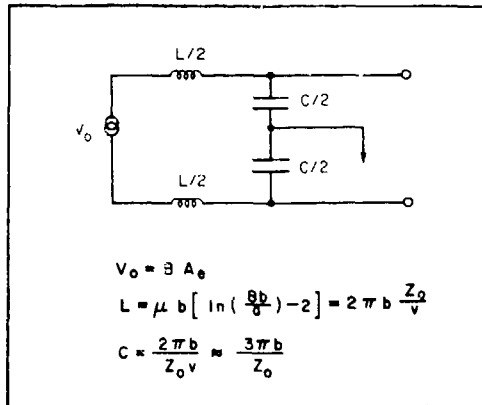 L/2
C/2
V₀
C/2
L/2
V₀ = B Aₑ
L = μ b [ ln( 8b/a ) - 2 ] = 2 π b Z₀/v
C = 2πb/Z₀v ≈ 3πb/Z₀